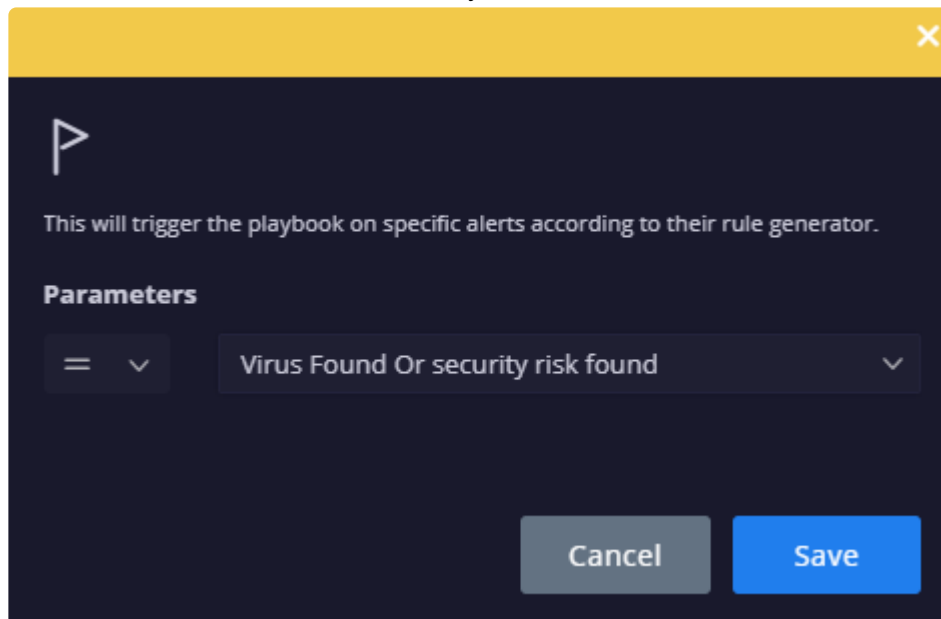 This will trigger the playbook on specific alerts according to their rule generator.
Parameters
= Virus Found Or security risk found
Cancel Save